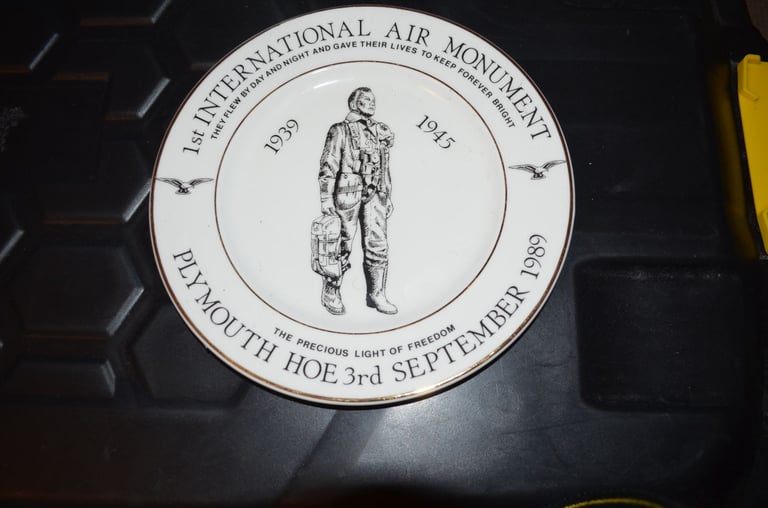 1st INTERNATIONAL AIR MONUMENT
THEY FLEW BY DAY AND NIGHT AND GAVE THEIR LIVES TO KEEP FOREVER BRIGHT
1939 1945
THE PRECIOUS LIGHT OF FREEDOM
PLYMOUTH HOE 3rd SEPTEMBER 1989